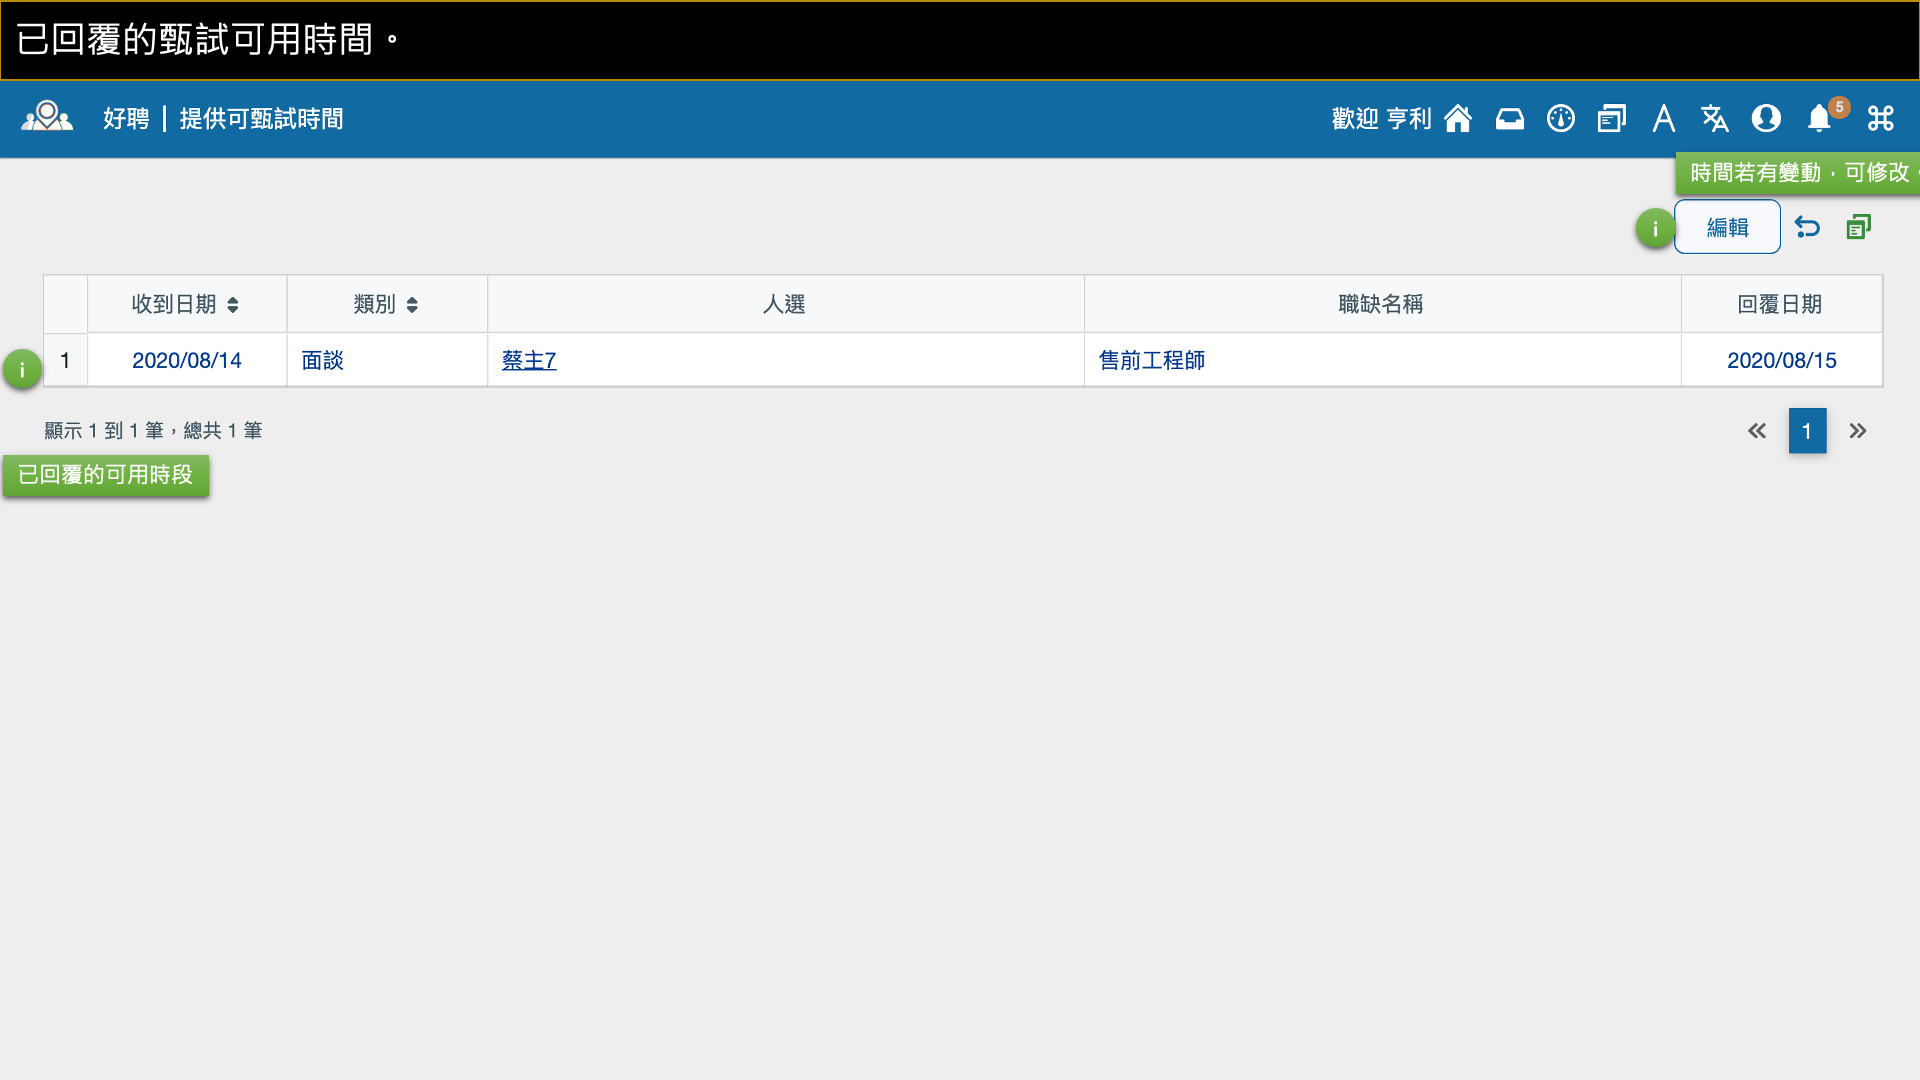 已回覆的甄試可用時間。
好聘 | 提供可甄試時間
歡迎 亨利
5
時間若有變動，可修改。
i
編輯
收到日期 類別 人選 職缺名稱 回覆日期
i
1 2020/08/14 面談 蔡主7 售前工程師 2020/08/15
顯示 1 到 1 筆，總共 1 筆
« 1 »
已回覆的可用時段